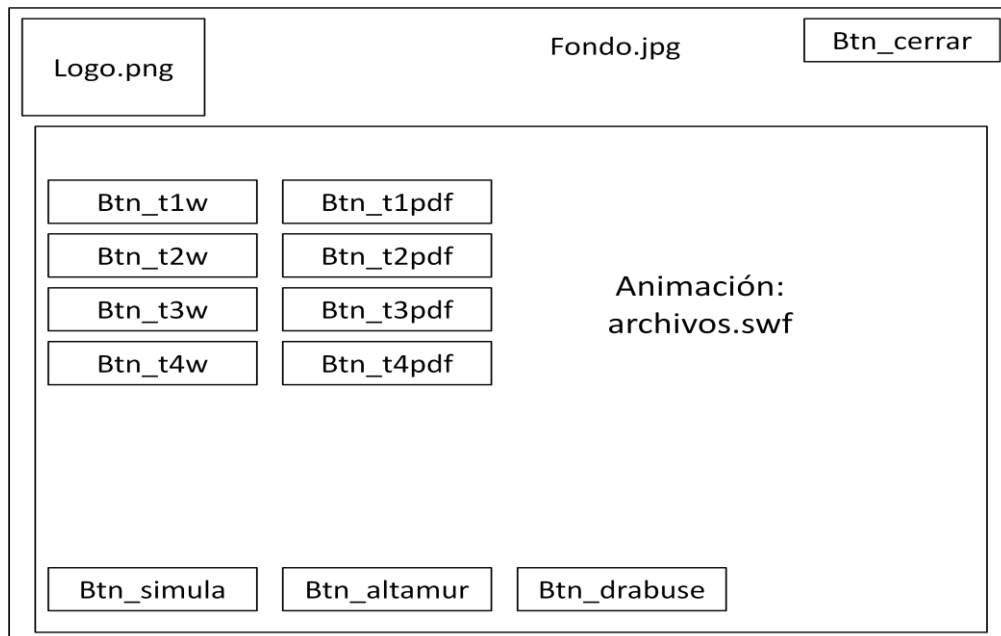 Logo.png
Fondo.jpg
Btn_cerrar
Btn_t1w
Btn_t1pdf
Btn_t2w
Btn_t2pdf
Btn_t3w
Btn_t3pdf
Btn_t4w
Btn_t4pdf
Animación:
archivos.swf
Btn_simula
Btn_altamur
Btn_drabuse